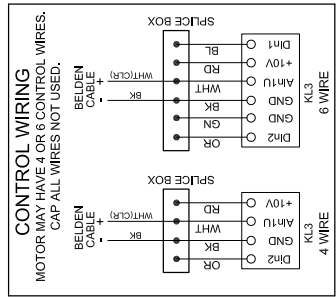 CONTROL WIRING
MOTOR MAY HAVE 4 OR 6 CONTROL WIRES.
CAP ALL WIRES NOT USED.
SPLICE BOX
BELDEN
CABLE
+
-
WHT(CLR)
BK
BL
RD
WHT
BK
GN
OR
DIn1
+10V
AIn1U
GND
GND
DIn2
KL3
6 WIRE
SPLICE BOX
BELDEN
CABLE
+
-
WHT(CLR)
BK
RD
WHT
BK
OR
+10V
AIn1U
GND
Din2
KL3
4 WIRE